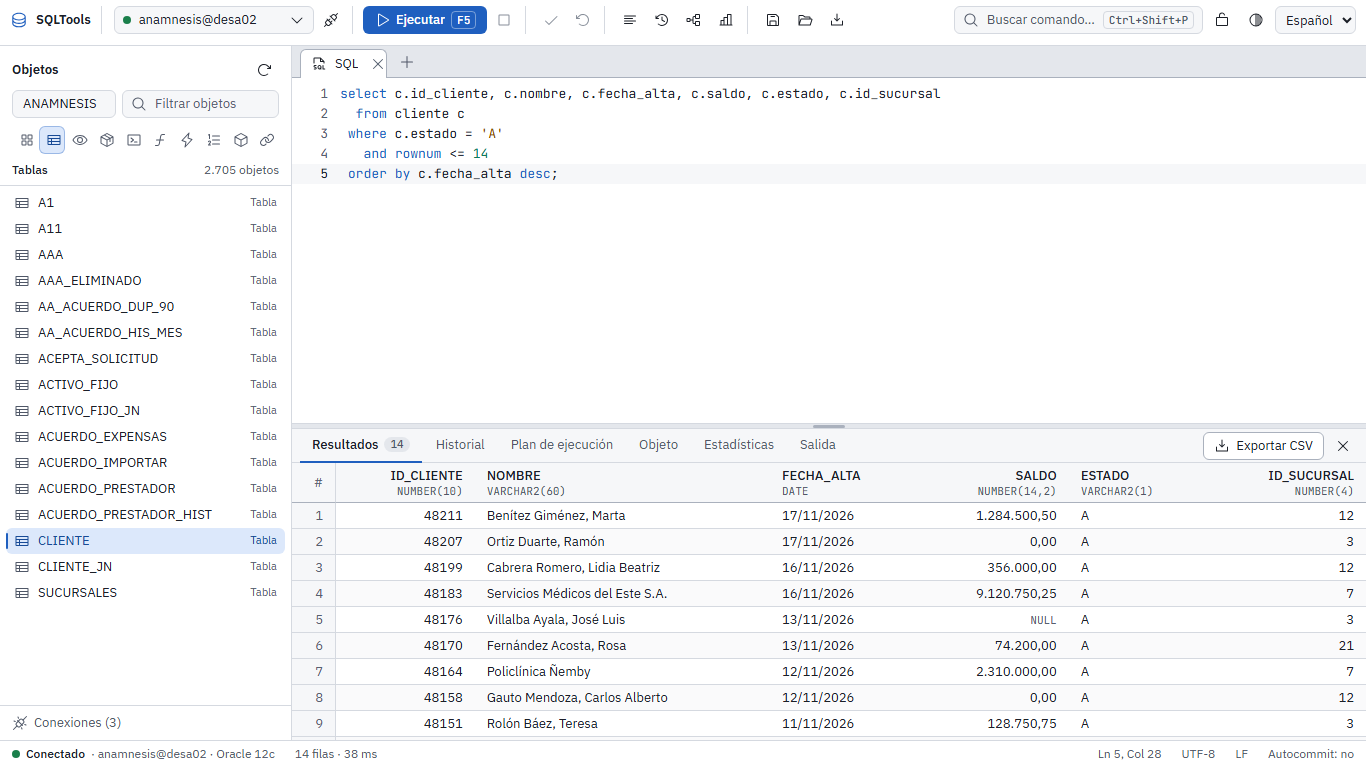 SQLTools
anamnesis@desa02
Ejecutar F5
Buscar comando... Ctrl+Shift+P
Español
Objetos
ANAMNESIS
Filtrar objetos
Tablas 2.705 objetos
A1 Tabla
A11 Tabla
AAA Tabla
AAA_ELIMINADO Tabla
AA_ACUERDO_DUP_90 Tabla
AA_ACUERDO_HIS_MES Tabla
ACEPTA_SOLICITUD Tabla
ACTIVO_FIJO Tabla
ACTIVO_FIJO_JN Tabla
ACUERDO_EXPENSAS Tabla
ACUERDO_IMPORTAR Tabla
ACUERDO_PRESTADOR Tabla
ACUERDO_PRESTADOR_HIST Tabla
CLIENTE Tabla
CLIENTE_JN Tabla
SUCURSALES Tabla
Conexiones (3)
SQL SQL
1 select c.id_cliente, c.nombre, c.fecha_alta, c.saldo, c.estado, c.id_sucursal
2 from cliente c
3 where c.estado = 'A'
4 and rownum <= 14
5 order by c.fecha_alta desc;
Resultados 14 Historial Plan de ejecución Objeto Estadísticas Salida Exportar CSV
# ID_CLIENTE NOMBRE FECHA_ALTA SALDO ESTADO ID_SUCURSAL
NUMBER(10) VARCHAR2(60) DATE NUMBER(14,2) VARCHAR2(1) NUMBER(4)
1 48211 Benítez Giménez, Marta 17/11/2026 1.284.500,50 A 12
2 48207 Ortiz Duarte, Ramón 17/11/2026 0,00 A 3
3 48199 Cabrera Romero, Lidia Beatriz 16/11/2026 356.000,00 A 12
4 48183 Servicios Médicos del Este S.A. 16/11/2026 9.120.750,25 A 7
5 48176 Villalba Ayala, José Luis 13/11/2026 NULL A 3
6 48170 Fernández Acosta, Rosa 13/11/2026 74.200,00 A 21
7 48164 Policlínica Ñemby 12/11/2026 2.310.000,00 A 7
8 48158 Gauto Mendoza, Carlos Alberto 12/11/2026 0,00 A 12
9 48151 Rolón Báez, Teresa 11/11/2026 128.750,75 A 3
Conectado · anamnesis@desa02 · Oracle 12c 14 filas · 38 ms Ln 5, Col 28 UTF-8 LF Autocommit: no